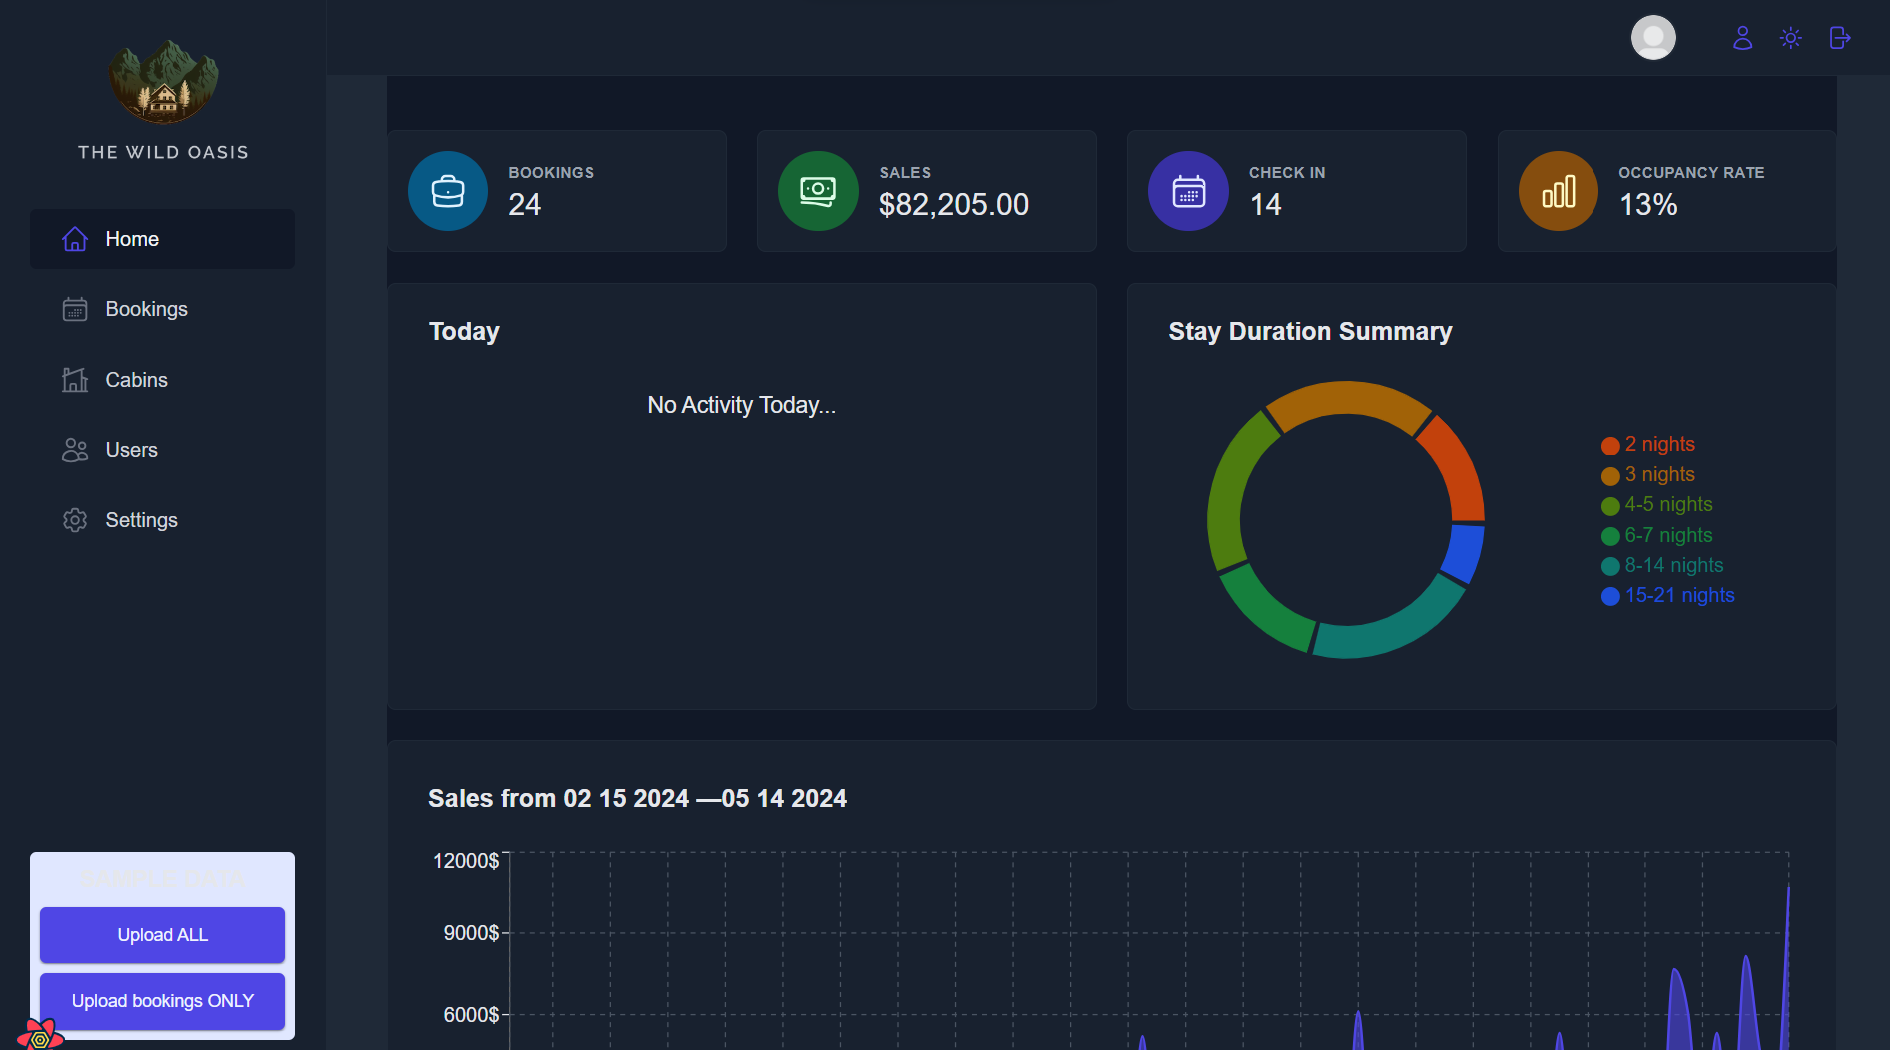 THE WILD OASIS
Home
Bookings
Cabins
Users
Settings
SAMPLE DATA
Upload ALL
Upload bookings ONLY
BOOKINGS
24
SALES
$82,205.00
CHECK IN
14
OCCUPANCY RATE
13%
Today
No Activity Today...
Stay Duration Summary
2 nights
3 nights
4-5 nights
6-7 nights
8-14 nights
15-21 nights
Sales from 02 15 2024 —05 14 2024
12000$
9000$
6000$